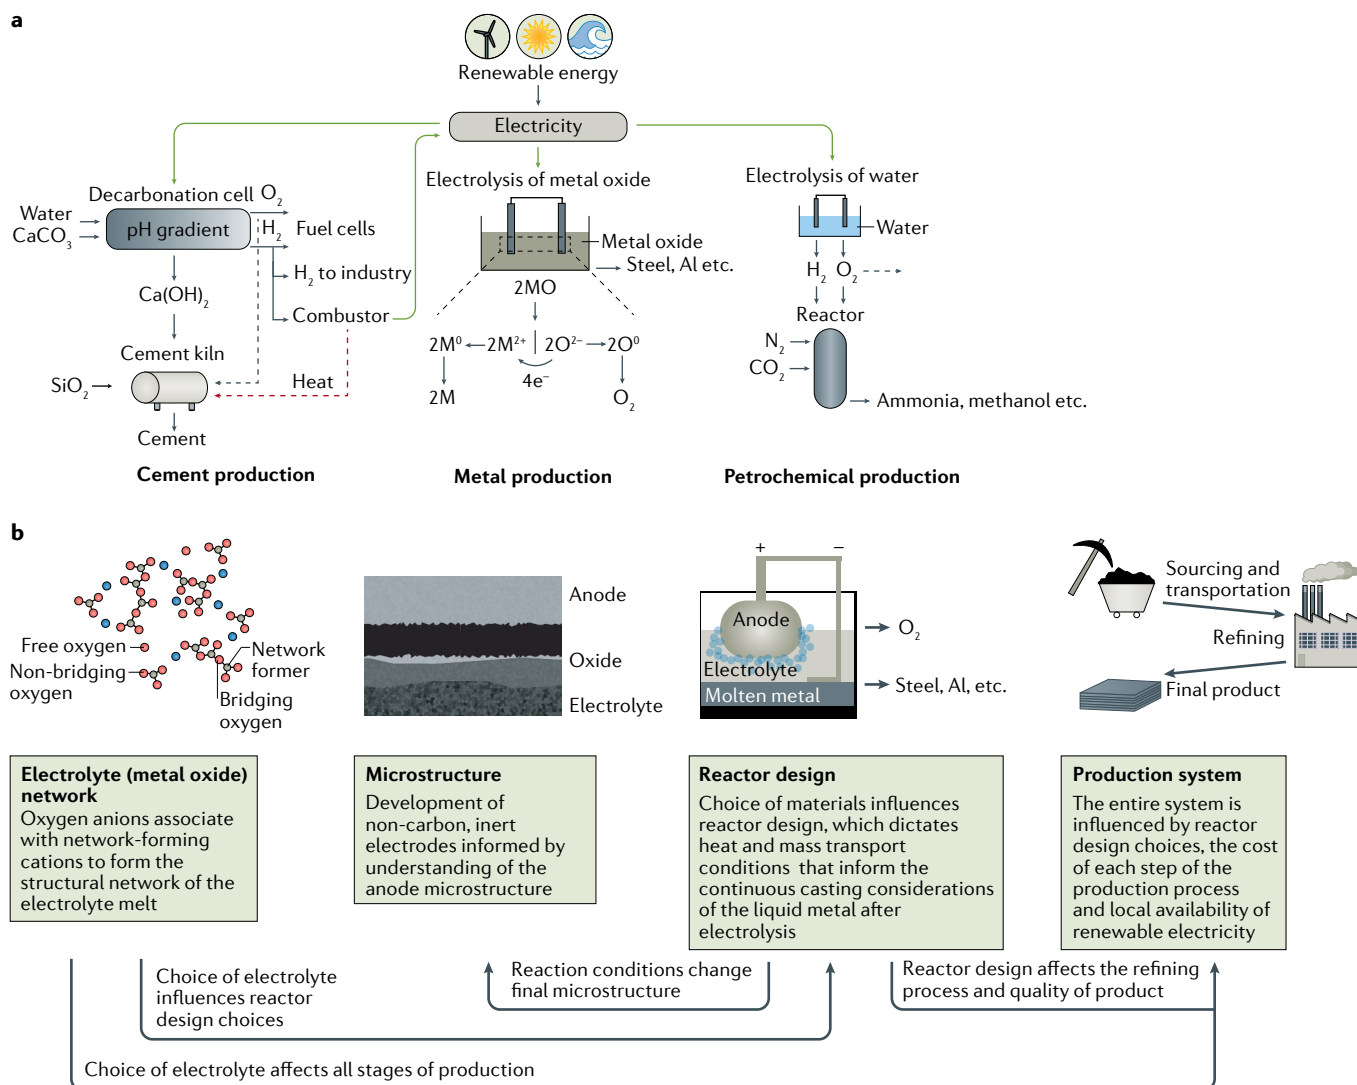 a
Renewable energy
Electricity
Decarbonation cell
O₂
Water
CaCO₃
pH gradient
H₂
Fuel cells
H₂ to industry
Ca(OH)₂
Combustor
Cement kiln
SiO₂
Heat
Cement
Cement production
Electrolysis of metal oxide
Metal oxide
Steel, Al etc.
2MO
2M⁰
2M²⁺
2O²⁻
2O⁰
4e⁻
2M
O₂
Metal production
Electrolysis of water
Water
H₂
O₂
Reactor
N₂
CO₂
Ammonia, methanol etc.
Petrochemical production
b
Free oxygen
Non-bridging
oxygen
Network
former
Bridging
oxygen
Anode
Oxide
Electrolyte
+
−
Anode
Electrolyte
Molten metal
O₂
Steel, Al, etc.
Sourcing and
transportation
Refining
Final product
Electrolyte (metal oxide)
network
Oxygen anions associate
with network-forming
cations to form the
structural network of the
electrolyte melt
Microstructure
Development of
non-carbon, inert
electrodes informed by
understanding of the
anode microstructure
Reactor design
Choice of materials influences
reactor design, which dictates
heat and mass transport
conditions that inform the
continuous casting considerations
of the liquid metal after
electrolysis
Production system
The entire system is
influenced by reactor
design choices, the cost
of each step of the
production process
and local availability of
renewable electricity
Choice of electrolyte
influences reactor
design choices
Reaction conditions change
final microstructure
Reactor design affects the refining
process and quality of product
Choice of electrolyte affects all stages of production